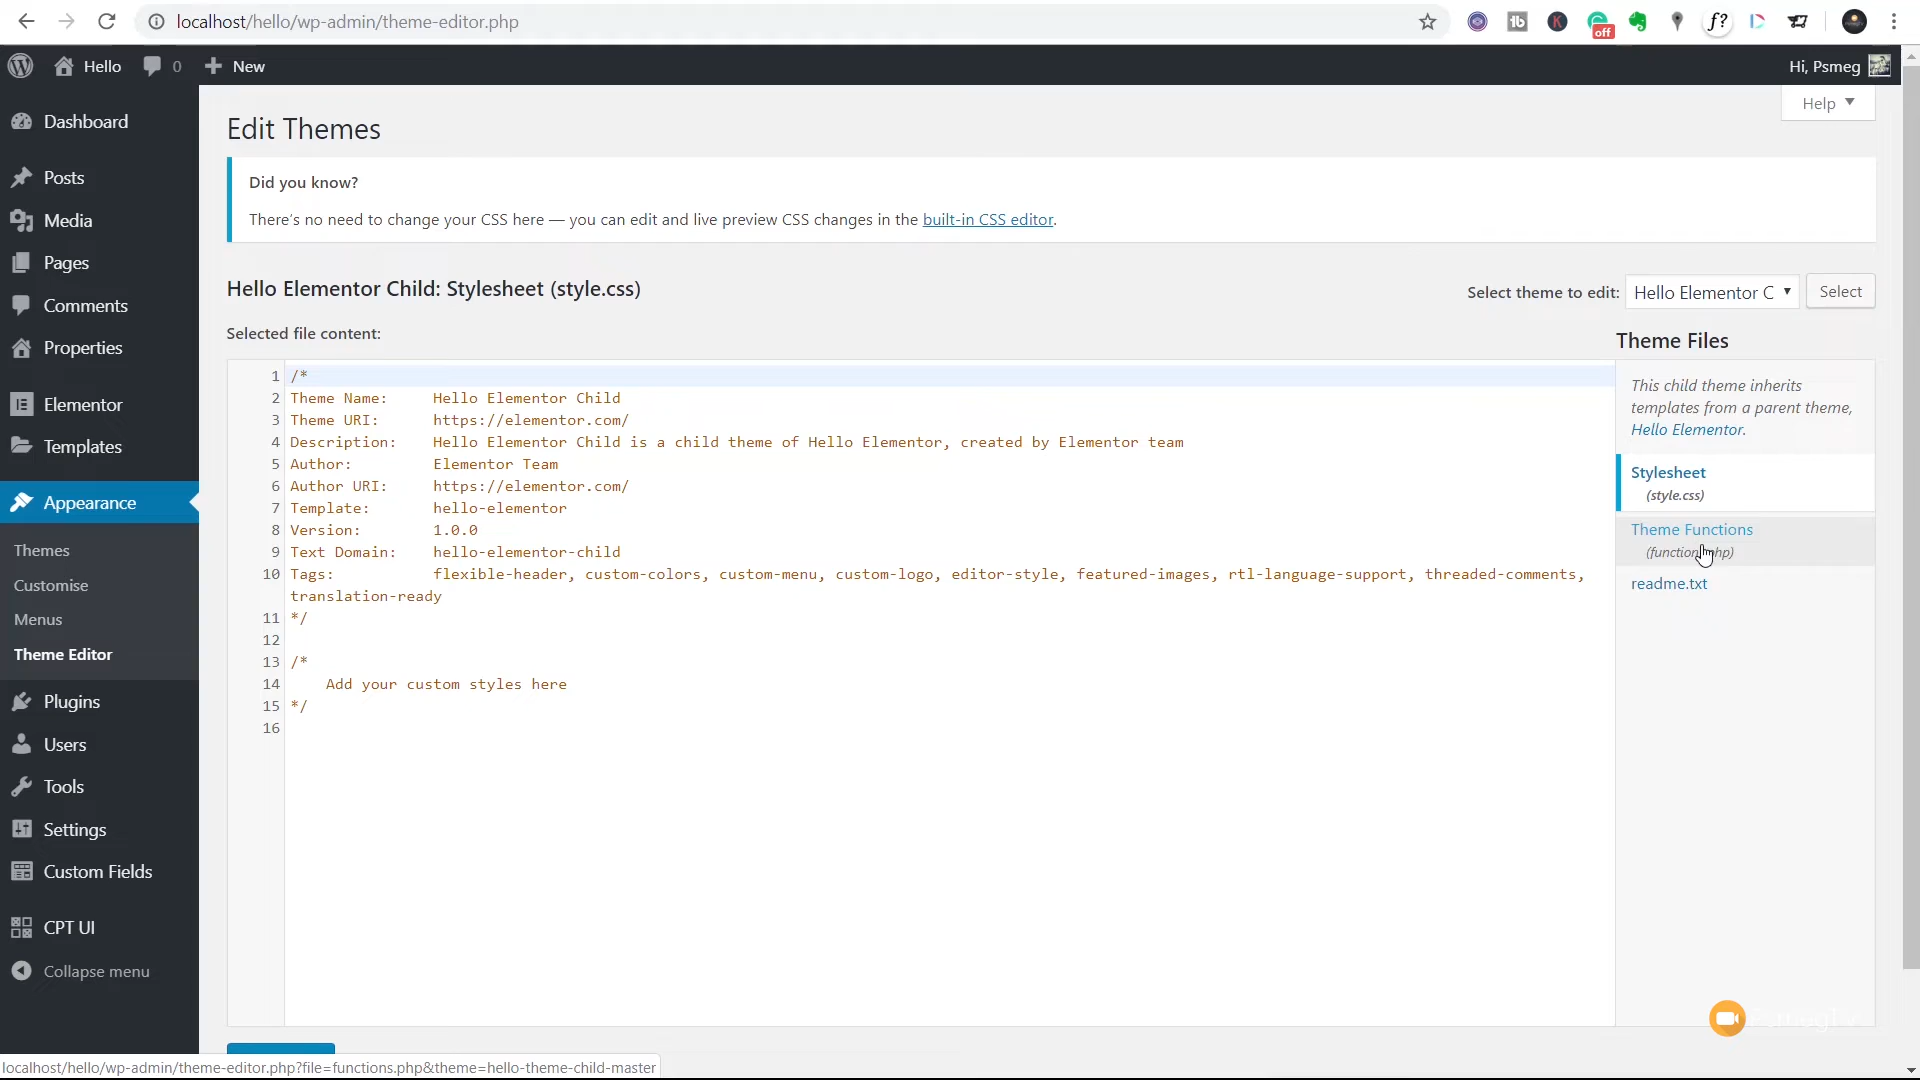 localhost/hello/wp-admin/theme-editor.php
off
f?
Hello 0 New
Hi, Psmeg
Help
Dashboard
Posts
Media
Pages
Comments
Properties
Elementor
Templates
Appearance
Themes
Customise
Menus
Theme Editor
Plugins
Users
Tools
Settings
Custom Fields
CPT UI
Collapse menu
Edit Themes
Did you know?
There's no need to change your CSS here — you can edit and live preview CSS changes in the built-in CSS editor.
Hello Elementor Child: Stylesheet (style.css)
Select theme to edit: Hello Elementor C Select
Selected file content:
1 /*
2 Theme Name: Hello Elementor Child
3 Theme URI: https://elementor.com/
4 Description: Hello Elementor Child is a child theme of Hello Elementor, created by Elementor team
5 Author: Elementor Team
6 Author URI: https://elementor.com/
7 Template: hello-elementor
8 Version: 1.0.0
9 Text Domain: hello-elementor-child
10 Tags: flexible-header, custom-colors, custom-menu, custom-logo, editor-style, featured-images, rtl-language-support, threaded-comments,
translation-ready
11 */
12
13 /*
14 Add your custom styles here
15 */
16
Theme Files
This child theme inherits
templates from a parent theme,
Hello Elementor.
Stylesheet
(style.css)
Theme Functions
readme.txt
localhost/hello/wp-admin/theme-editor.php?file=functions.php&theme=hello-theme-child-master